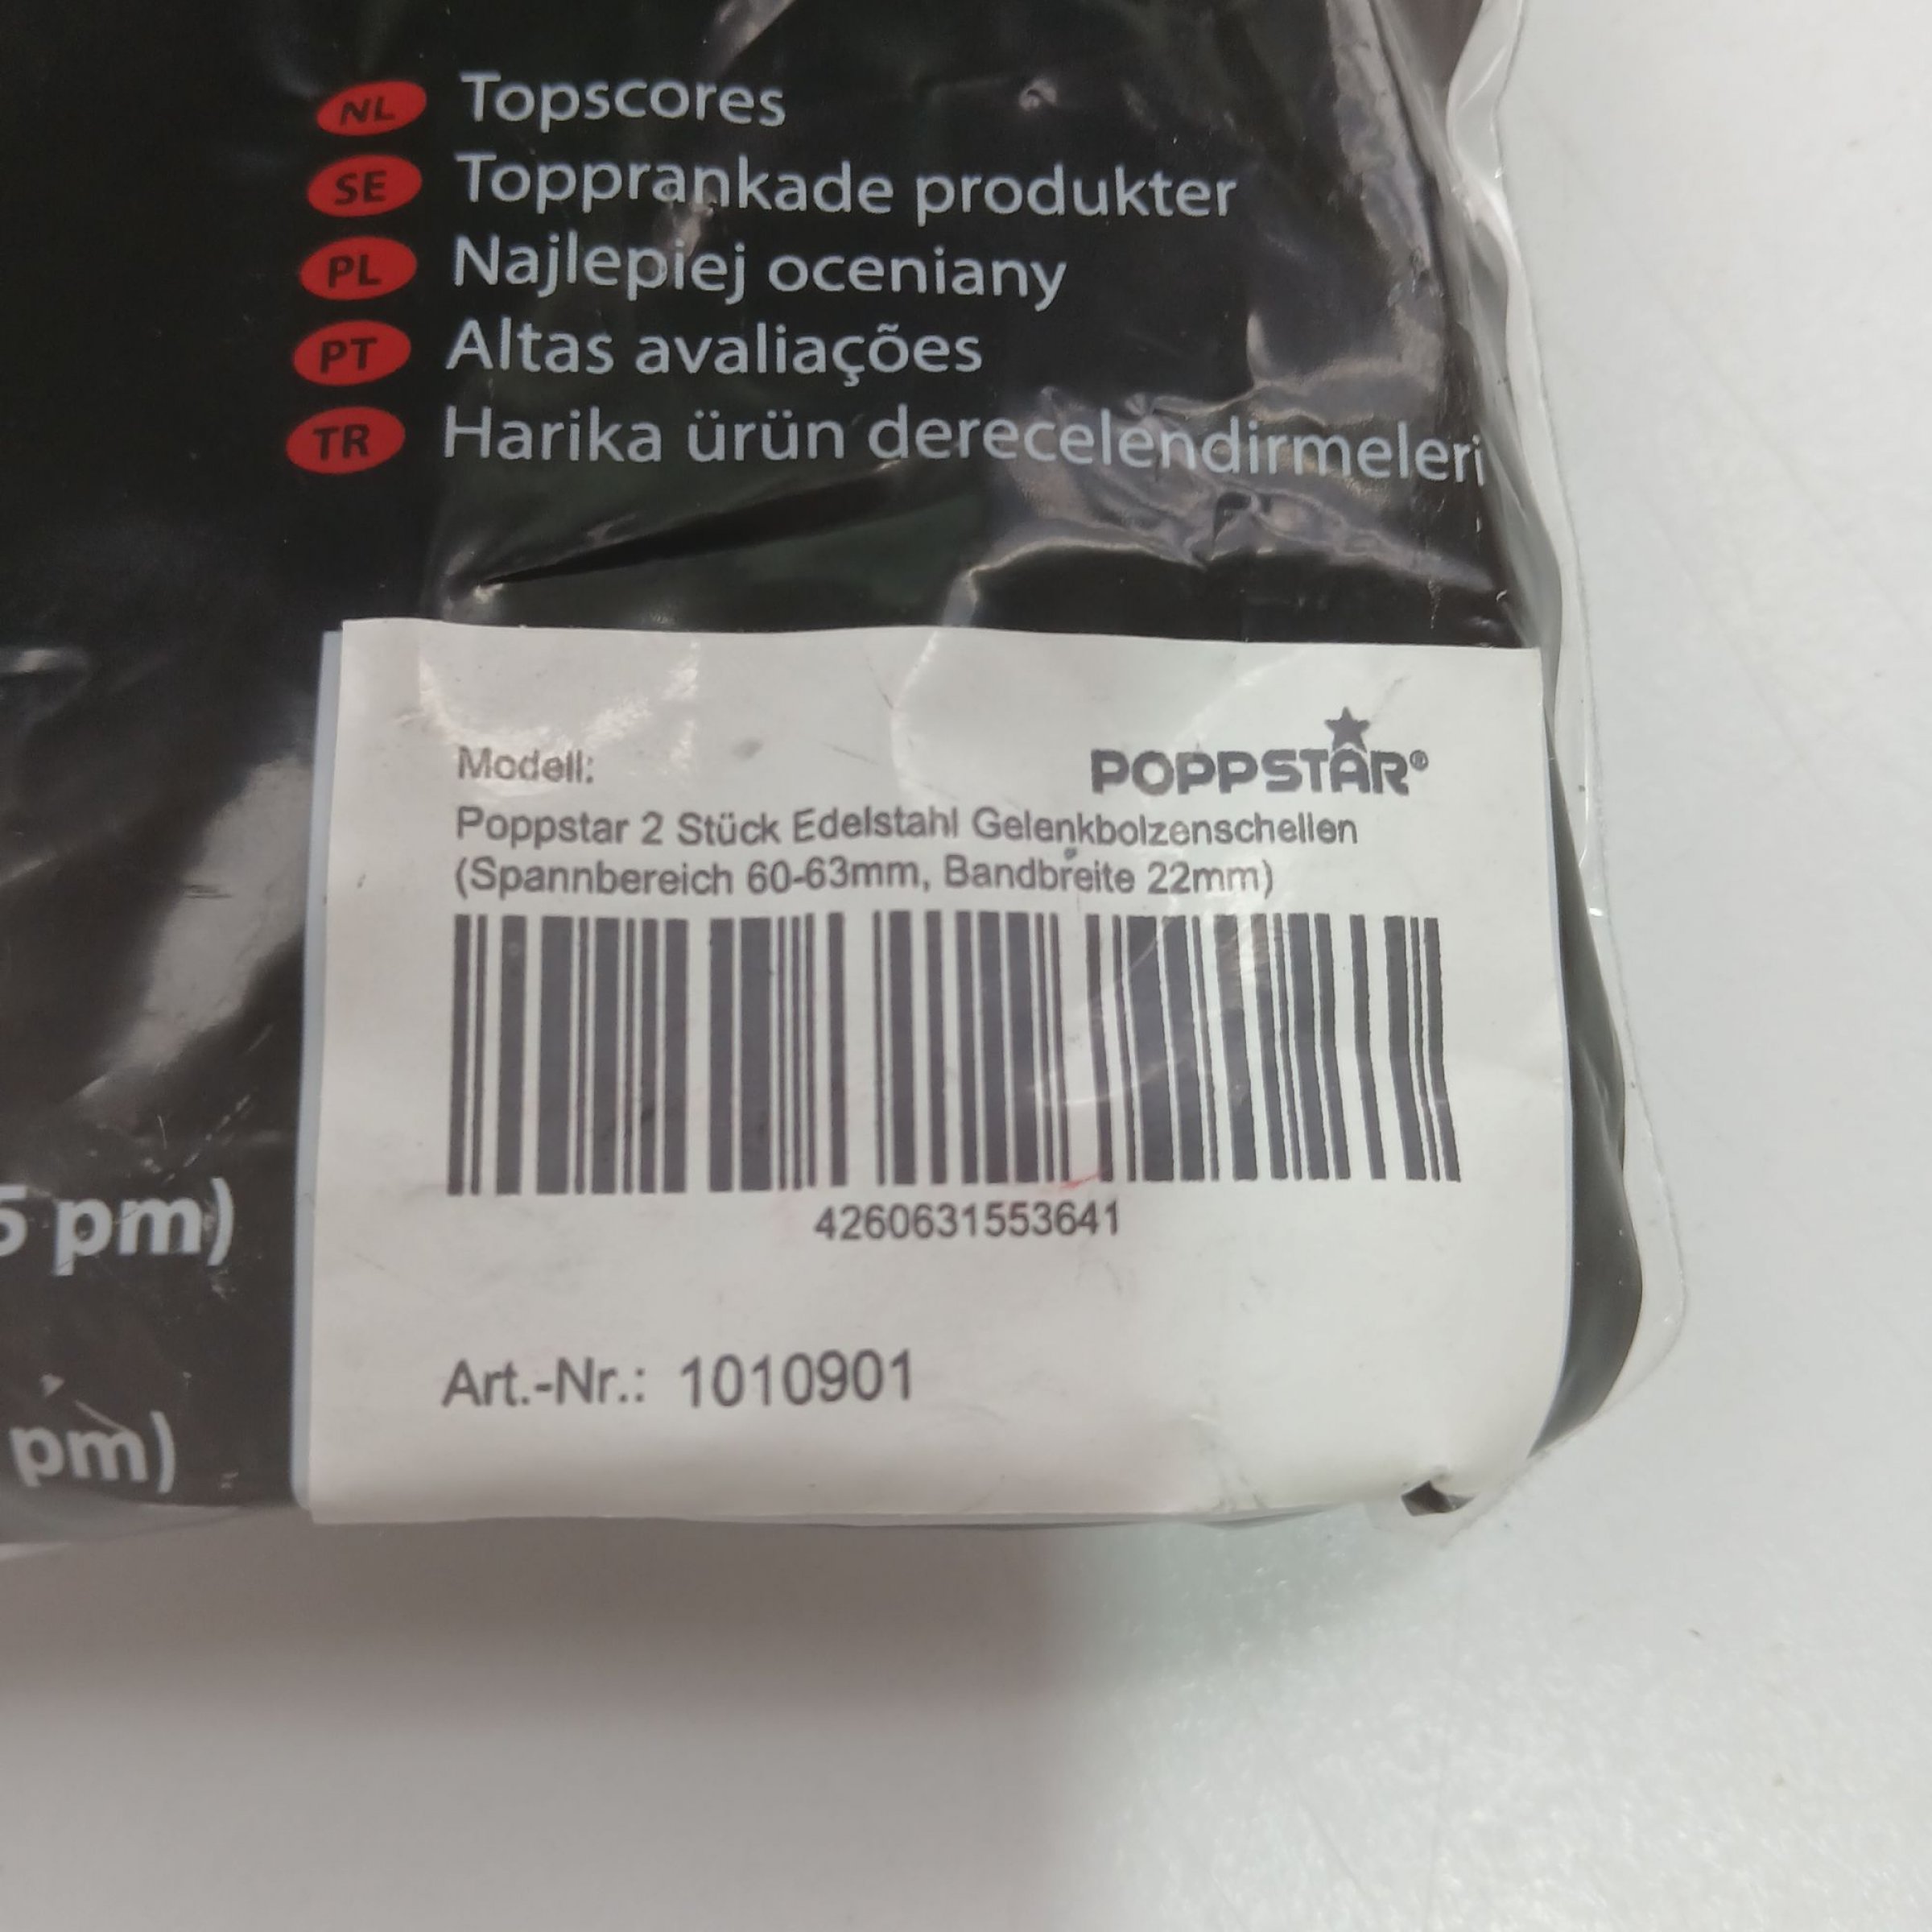 NL Topscores
SE Topprankade produkter
PL Najlepiej oceniany
PT Altas avaliações
TR Harika ürün derecelendirmeleri
Modell:
POPPSTAR®
Poppstar 2 Stück Edelstahl Gelenkbolzenschellen
(Spannbereich 60-63mm, Bandbreite 22mm)
5 pm)
4260631553641
Art.-Nr.: 1010901
pm)